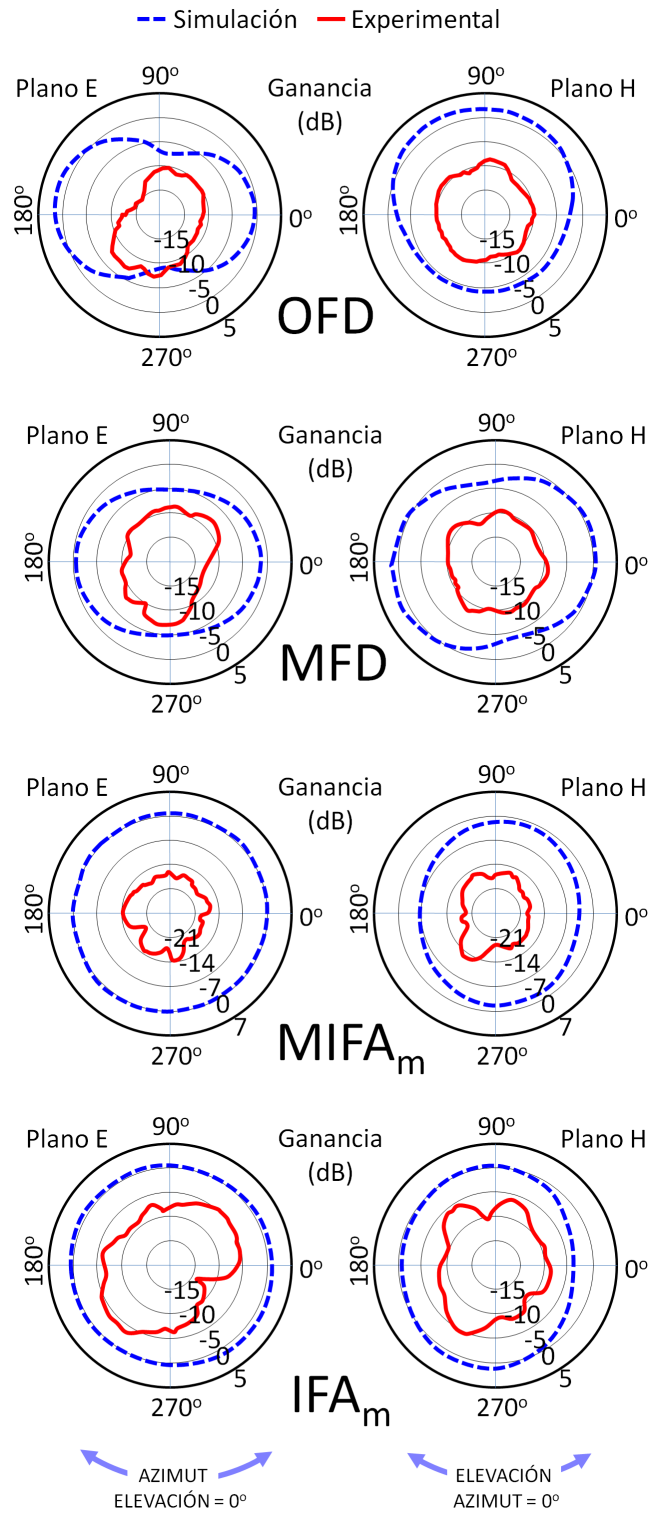 Simulación Experimental
90º 90º
Plano E Ganancia Plano H
(dB)
180º 0º 180º 0º
-15 -15
-10 -10
-5 -5
0 0
5 5
OFD
270º 270º
90º 90º
Plano E Ganancia Plano H
(dB)
180º 0º 180º 0º
-15 -15
-10 -10
-5 -5
0 0
5 5
MFD
270º 270º
90º 90º
Plano E Ganancia Plano H
(dB)
180º 0º 180º 0º
-21 -21
-14 -14
-7 -7
0 0
7 7
MIFAm
270º 270º
90º 90º
Plano E Ganancia Plano H
(dB)
180º 0º 180º 0º
-15 -15
-10 -10
-5 -5
0 0
5 5
IFAm
270º 270º
AZIMUT ELEVACIÓN
ELEVACIÓN = 0º AZIMUT = 0º